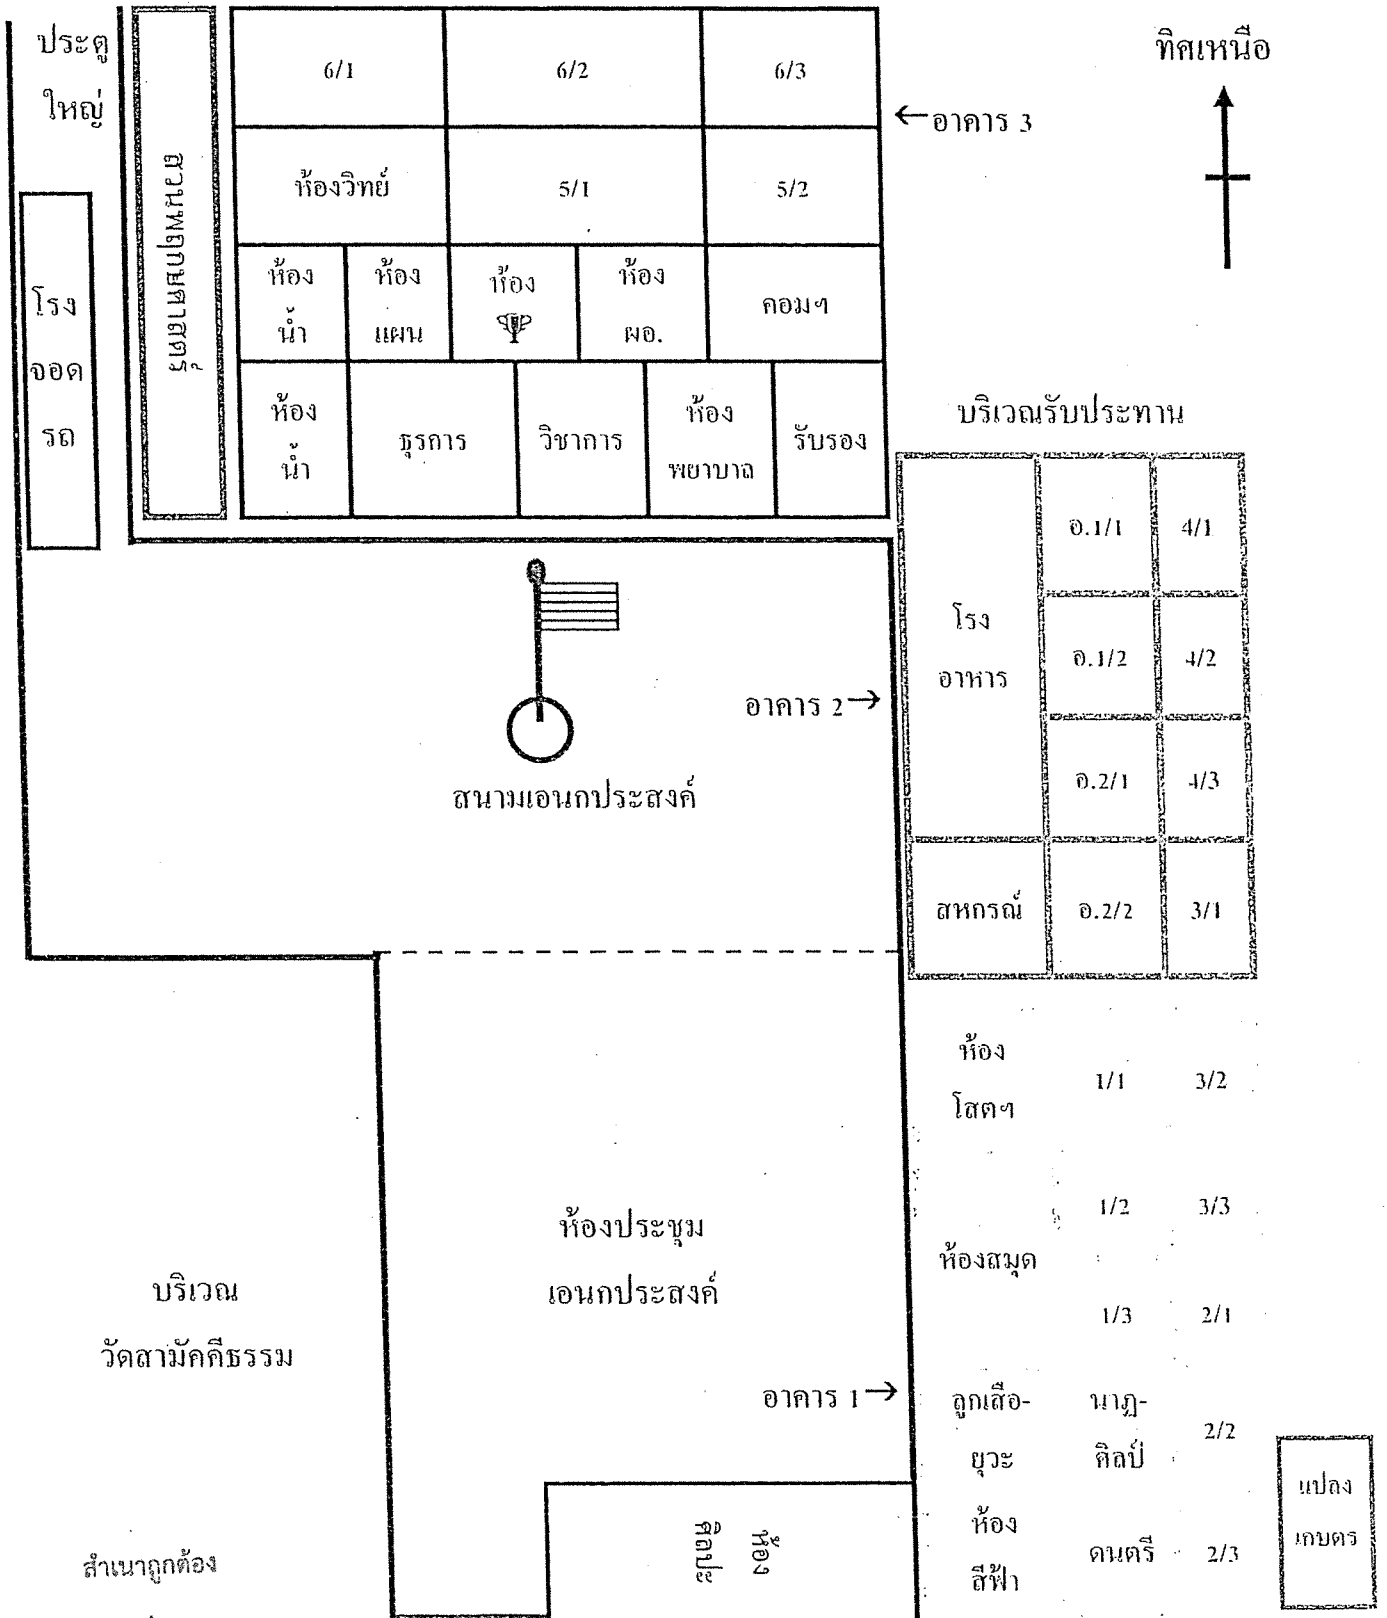 ประตู
ใหญ่
ทิศเหนือ
6/1
6/2
6/3
←อาคาร 3
สวนพฤกษศาสตร์
ห้องวิทย์
5/1
5/2
โรง
จอด
รถ
ห้อง
น้ำ
ห้อง
แผน
ห้อง
ห้อง
ผอ.
คอมฯ
ห้อง
น้ำ
ธุรการ
วิชาการ
ห้อง
พยาบาล
รับรอง
บริเวณรับประทาน
โรง
อาหาร
อ.1/1
4/1
อ.1/2
4/2
อาคาร 2→
อ.2/1
4/3
สนามเอนกประสงค์
สหกรณ์
อ.2/2
3/1
ห้อง
โสตฯ
1/1
3/2
1/2
3/3
ห้องประชุม
เอนกประสงค์
ห้องสมุด
บริเวณ
วัดสามัคคีธรรม
1/3
2/1
อาคาร 1→
ลูกเสือ-
ยุวะ
นาฏ-
ศิลป์
2/2
แปลง
เกษตร
ห้อง
ศิลปะ
ห้อง
สีฟ้า
ดนตรี
2/3
สำเนาถูกต้อง